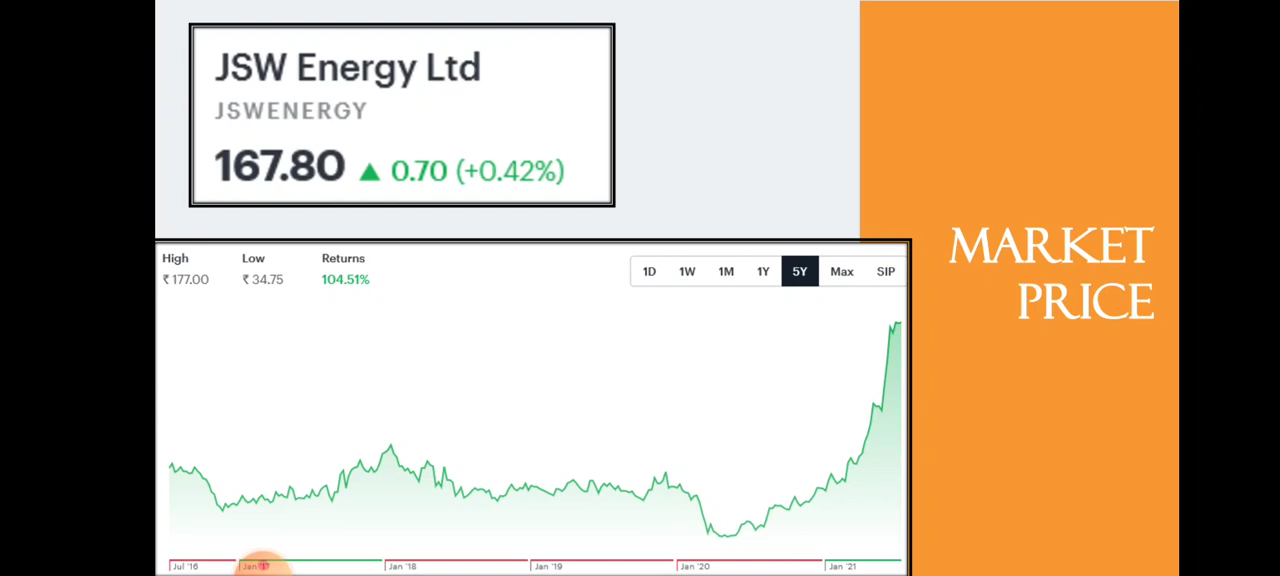 JSW Energy Ltd
JSWENERGY
167.80 ▲ 0.70 (+0.42%)
MARKET
PRICE
High Low Returns
₹177.00 ₹34.75 104.51%
1D 1W 1M 1Y 5Y Max SIP
Jul '16 Jan Jan '18 Jan '19 Jan '20 Jan '21